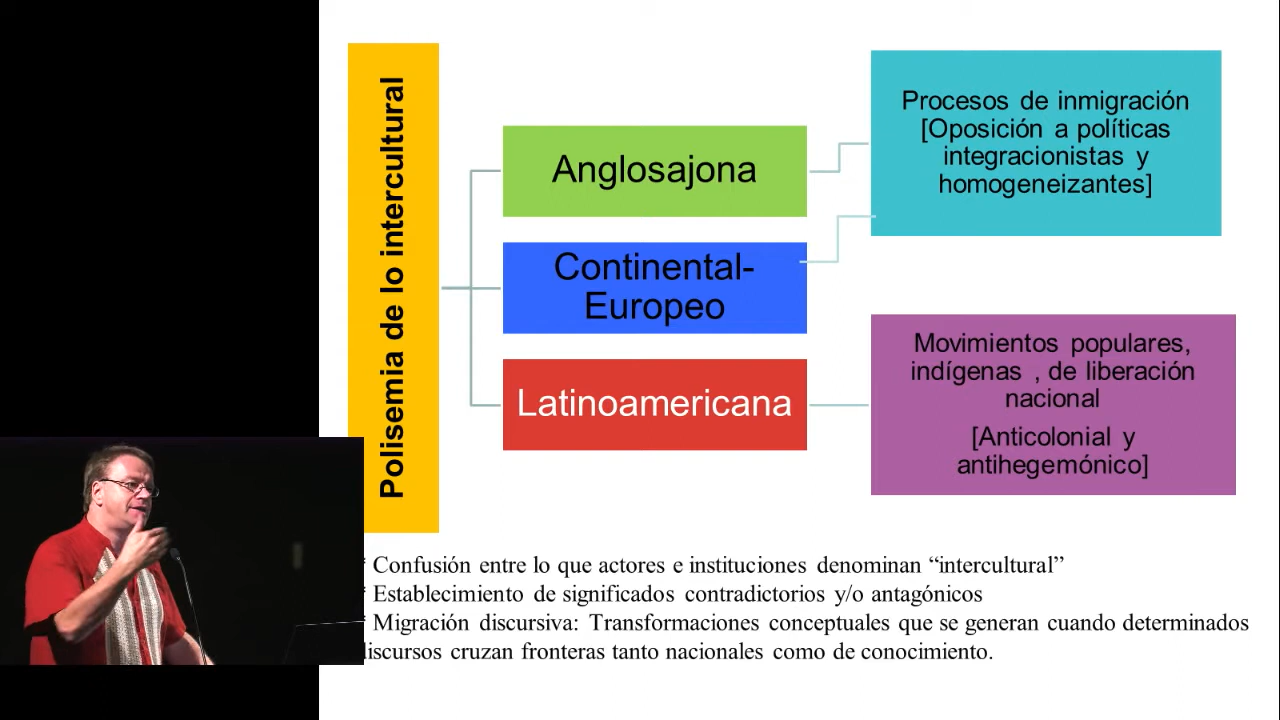 Polisemia de lo intercultural
Anglosajona
Continental-
Europeo
Latinoamericana
Procesos de inmigración
[Oposición a políticas
integracionistas y
homogeneizantes]
Movimientos populares,
indígenas , de liberación
nacional
[Anticolonial y
antihegemónico]
* Confusión entre lo que actores e instituciones denominan “intercultural”
* Establecimiento de significados contradictorios y/o antagónicos
* Migración discursiva: Transformaciones conceptuales que se generan cuando determinados
discursos cruzan fronteras tanto nacionales como de conocimiento.